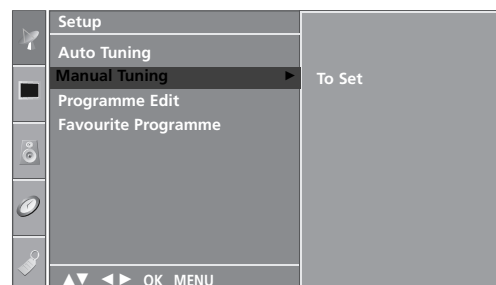 Setup
Auto Tuning
Manual Tuning ► To Set
Programme Edit
Favourite Programme
▲▼ ◄► OK MENU